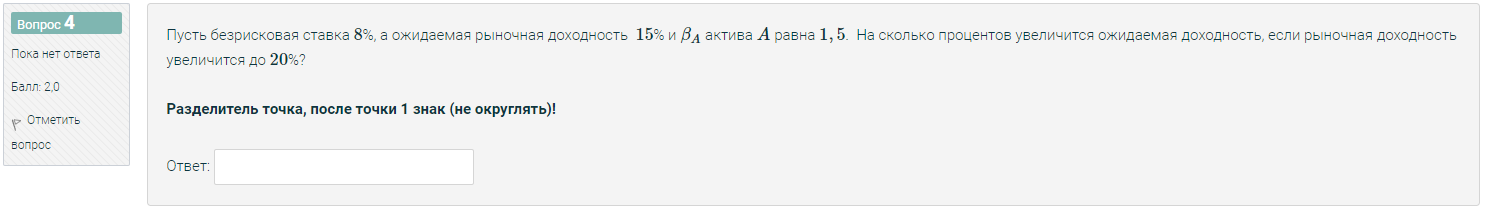 Вопрос 4
Пока нет ответа
Балл: 2,0
Отметить
вопрос
Пусть безрисковая ставка 8%, а ожидаемая рыночная доходность 15% и βA актива A равна 1,5. На сколько процентов увеличится ожидаемая доходность, если рыночная доходность
увеличится до 20%?
Разделитель точка, после точки 1 знак (не округлять)!
Ответ: